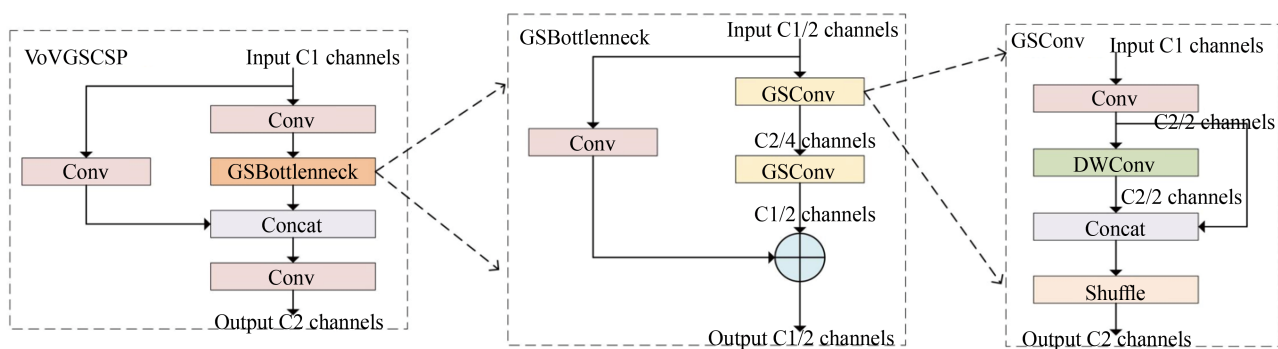 VoVGSCSP
Input C1 channels
Conv
Conv
GSBottlenneck
Concat
Conv
Output C2 channels
GSBottlenneck
Input C1/2 channels
GSConv
Conv
C2/4 channels
GSConv
C1/2 channels
Output C1/2 channels
GSConv
Input C1 channels
Conv
C2/2 channels
DWConv
C2/2 channels
Concat
Shuffle
Output C2 channels